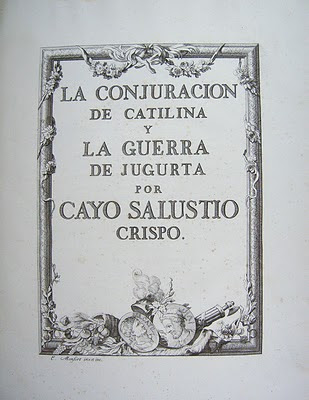 LA CONJURACION
DE CATILINA
Y
LA GUERRA
DE JUGURTA
POR
CAYO SALUSTIO
CRISPO.